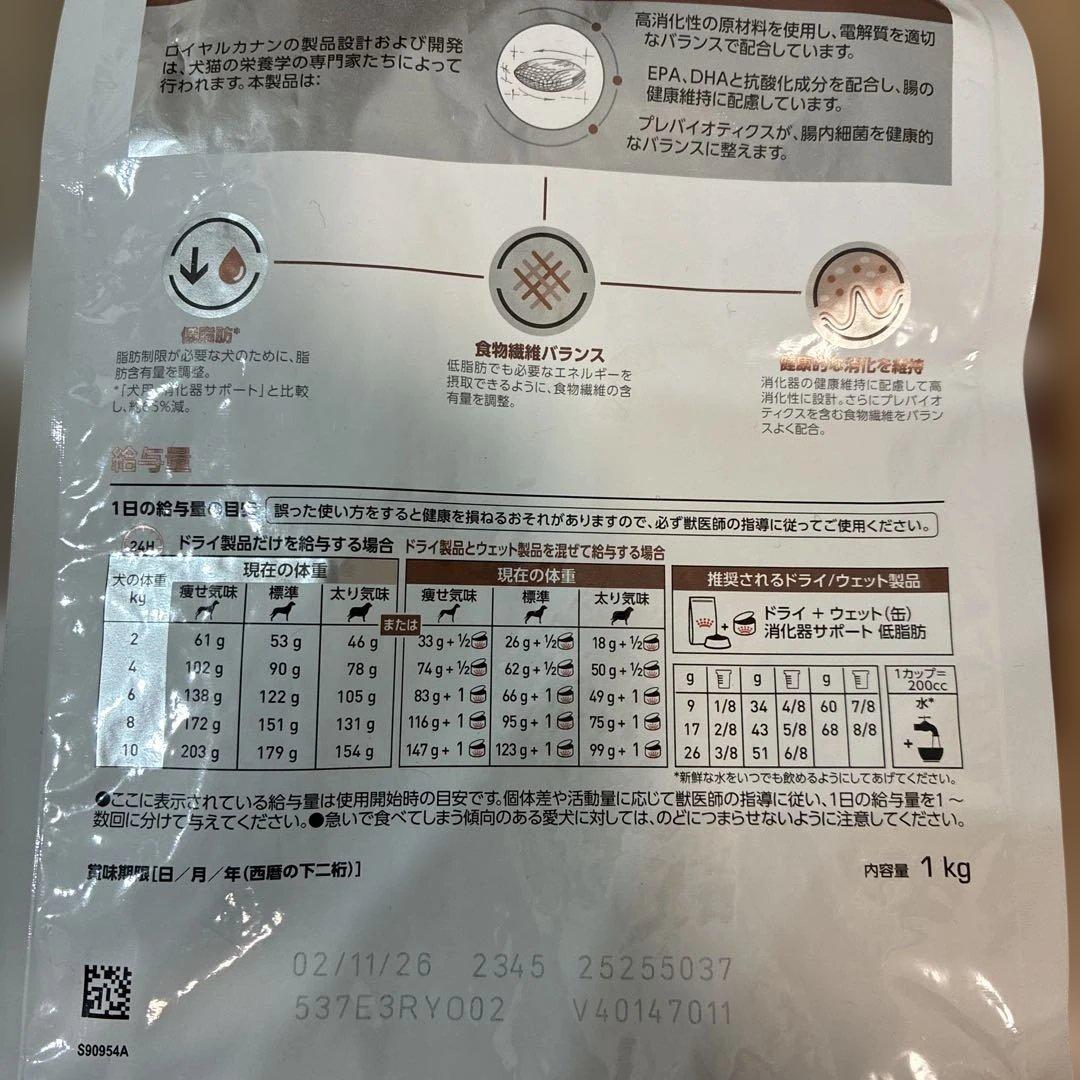 ロイヤルカナンの製品設計および開発
は、犬猫の栄養学の専門家たちによって
行われます。本製品は:
高消化性の原材料を使用し、電解質を適切
なバランスで配合しています。
EPA、DHAと抗酸化成分を配合し、腸の
健康維持に配慮しています。
プレバイオティクスが、腸内細菌を健康的
なバランスに整えます。
低脂肪*
脂肪制限が必要な犬のために、脂
肪含有量を調整。
*「犬用 消化器サポート」と比較
し、約65%減。
食物繊維バランス
低脂肪でも必要なエネルギーを
摂取できるように、食物繊維の含
有量を調整。
健康的な消化を維持
消化器の健康維持に配慮して高
消化性に設計。さらにプレバイオ
ティクスを含む食物繊維をバラン
スよく配合。
給与量
1日の給与量の目安 誤った使い方をすると健康を損ねるおそれがありますので、必ず獣医師の指導に従ってご使用ください。
24H ドライ製品だけを給与する場合 ドライ製品とウェット製品を混ぜて給与する場合
犬の体重 kg 現在の体重 現在の体重
痩せ気味 標準 太り気味 または 痩せ気味 標準 太り気味
2 61 g 53 g 46 g 33 g + ½ 26 g + ½ 18 g + ½
4 102 g 90 g 78 g 74 g + ½ 62 g + ½ 50 g + ½
6 138 g 122 g 105 g 83 g + 1 66 g + 1 49 g + 1
8 172 g 151 g 131 g 116 g + 1 95 g + 1 75 g + 1
10 203 g 179 g 154 g 147 g + 1 123 g + 1 99 g + 1
推奨されるドライ/ウェット製品
+ ドライ + ウェット(缶)
消化器サポート 低脂肪
g g g
9 1/8 34 4/8 60 7/8
17 2/8 43 5/8 68 8/8
26 3/8 51 6/8
1カップ=
200cc
水*
+
*新鮮な水をいつでも飲めるようにしてあげてください。
●ここに表示されている給与量は使用開始時の目安です。個体差や活動量に応じて獣医師の指導に従い、1日の給与量を1~
数回に分けて与えてください。●急いで食べてしまう傾向のある愛犬に対しては、のどにつまらせないように注意してください。
賞味期限[日/月/年(西暦の下二桁)]
内容量 1 kg
02/11/26 2345 25255037
537E3RYO02 V40147011
S90954A